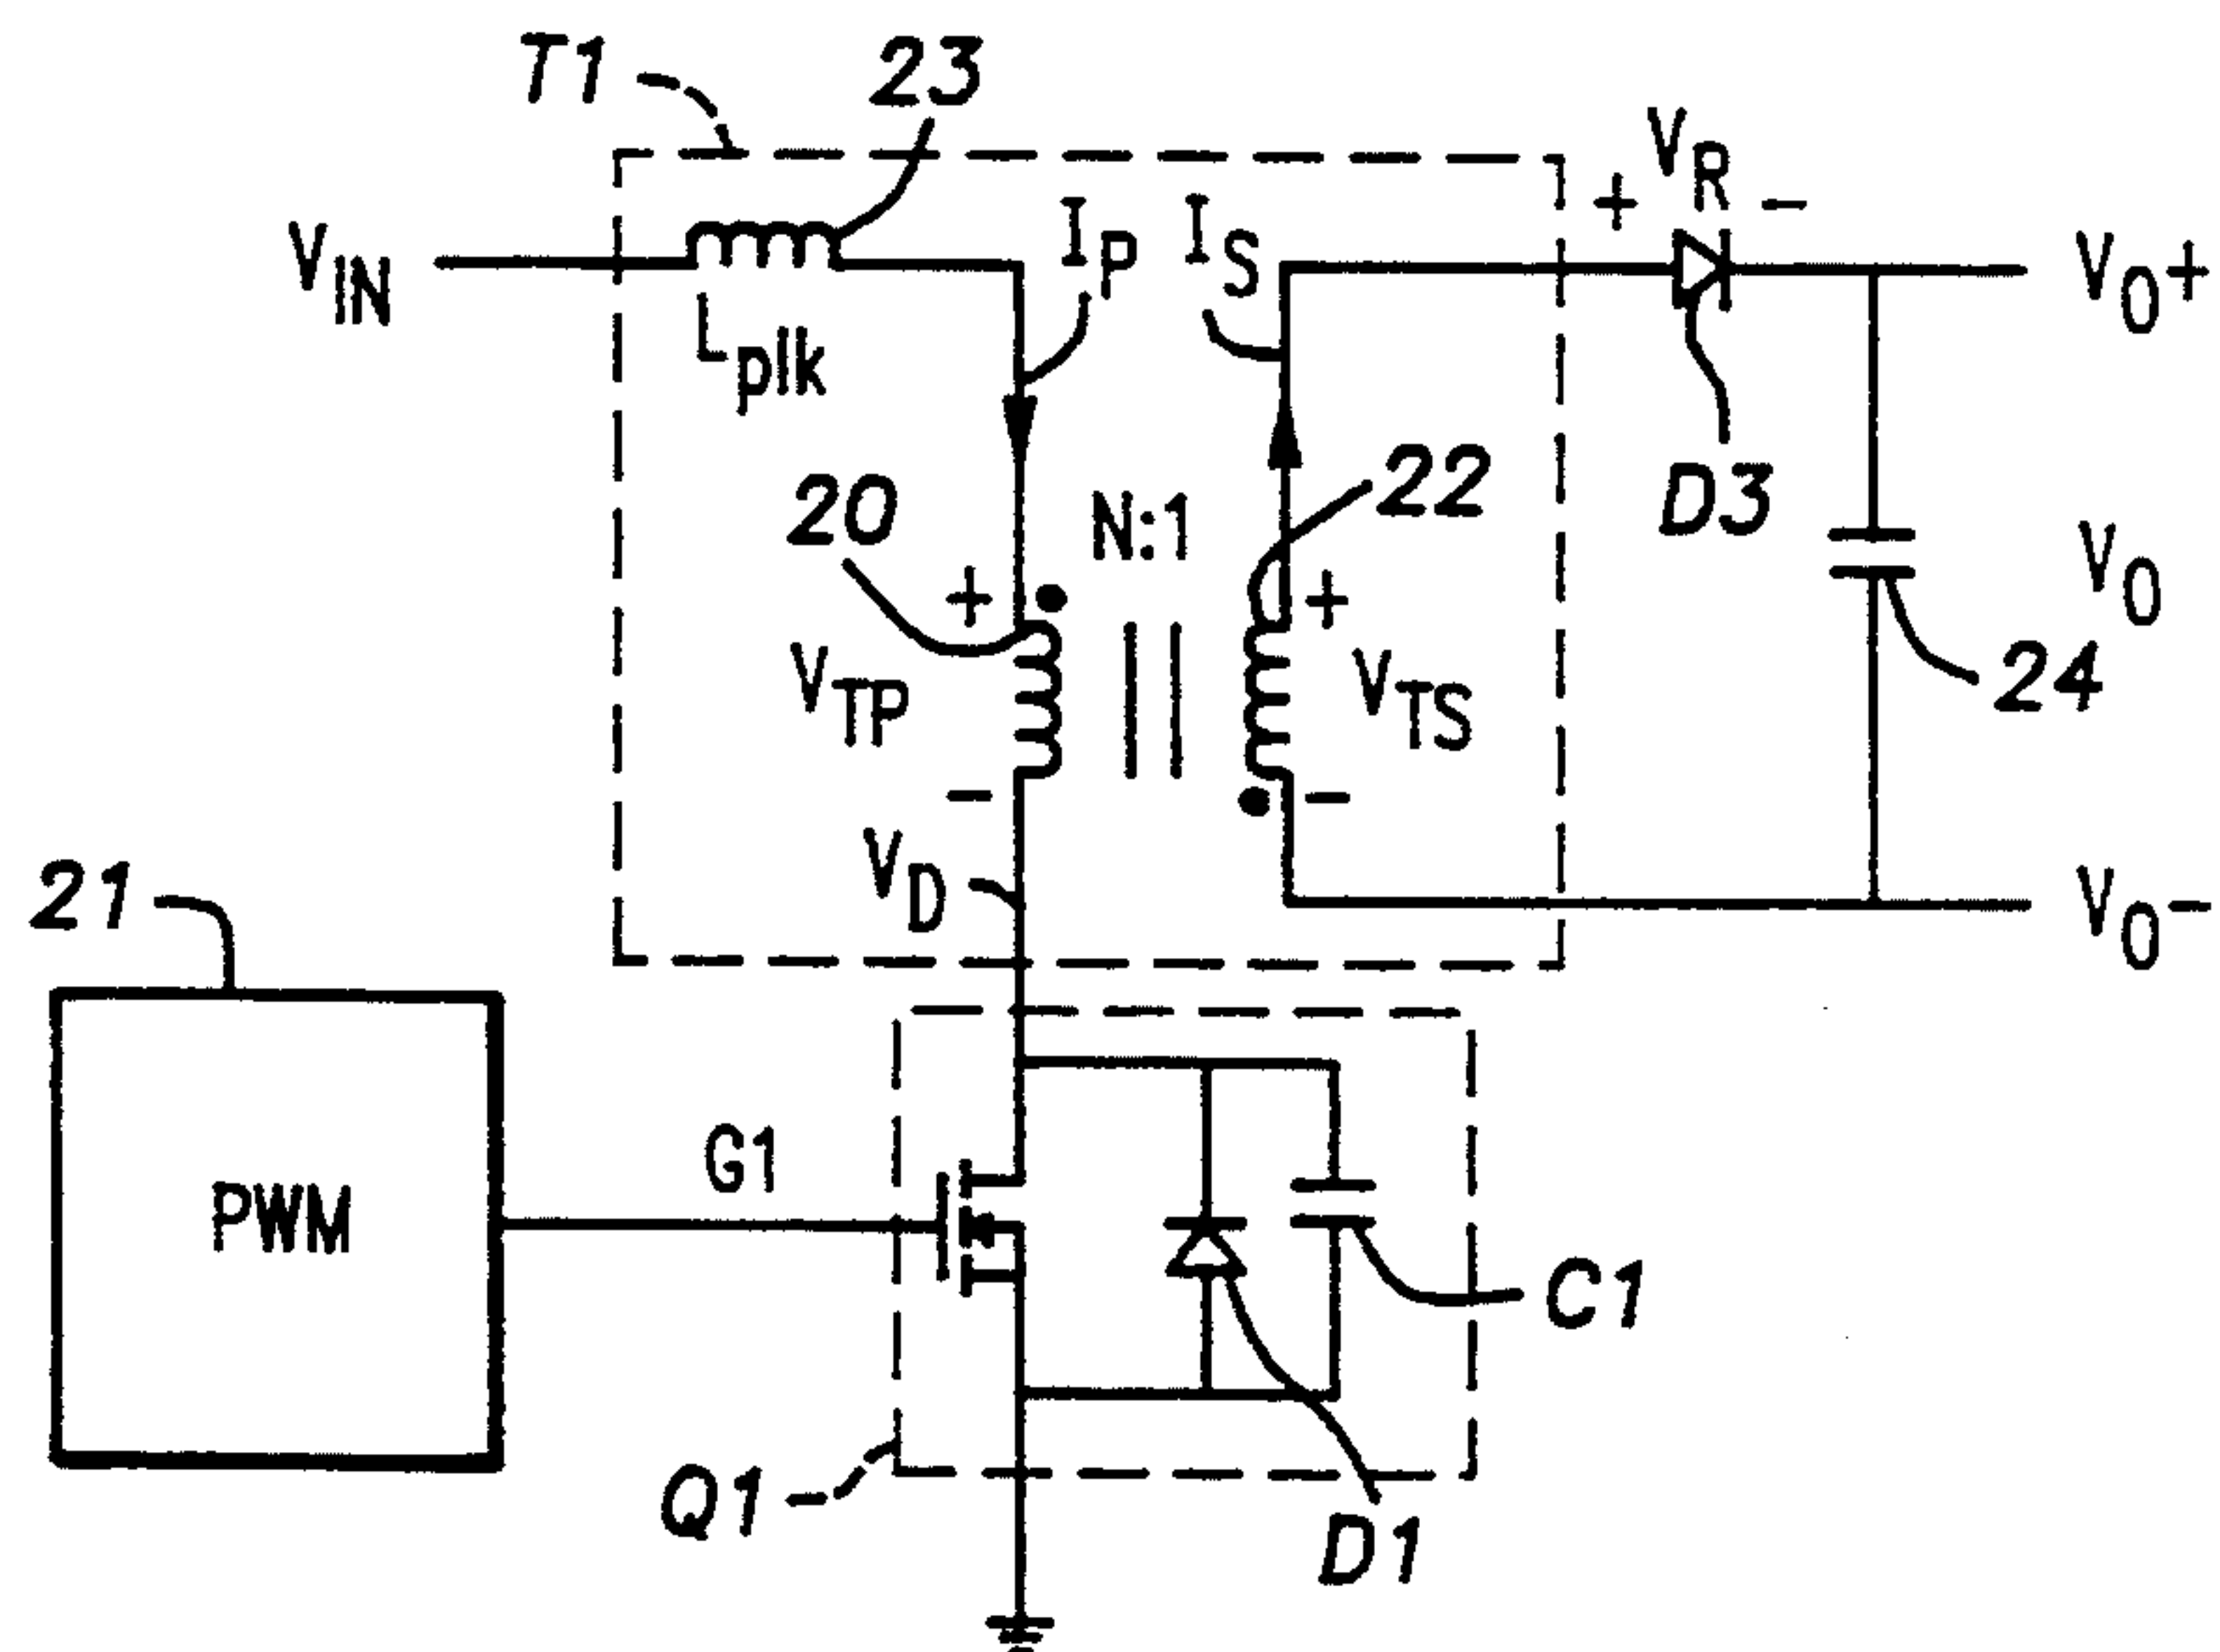 T1
23
V_R
+ -
V_IN
I_P
I_S
V_O+
L_plk
20
N:1
22
D3
V_O
+
+
V_TP
V_TS
24
-
-
V_D
V_O-
21
G1
PWM
C1
Q1
D1